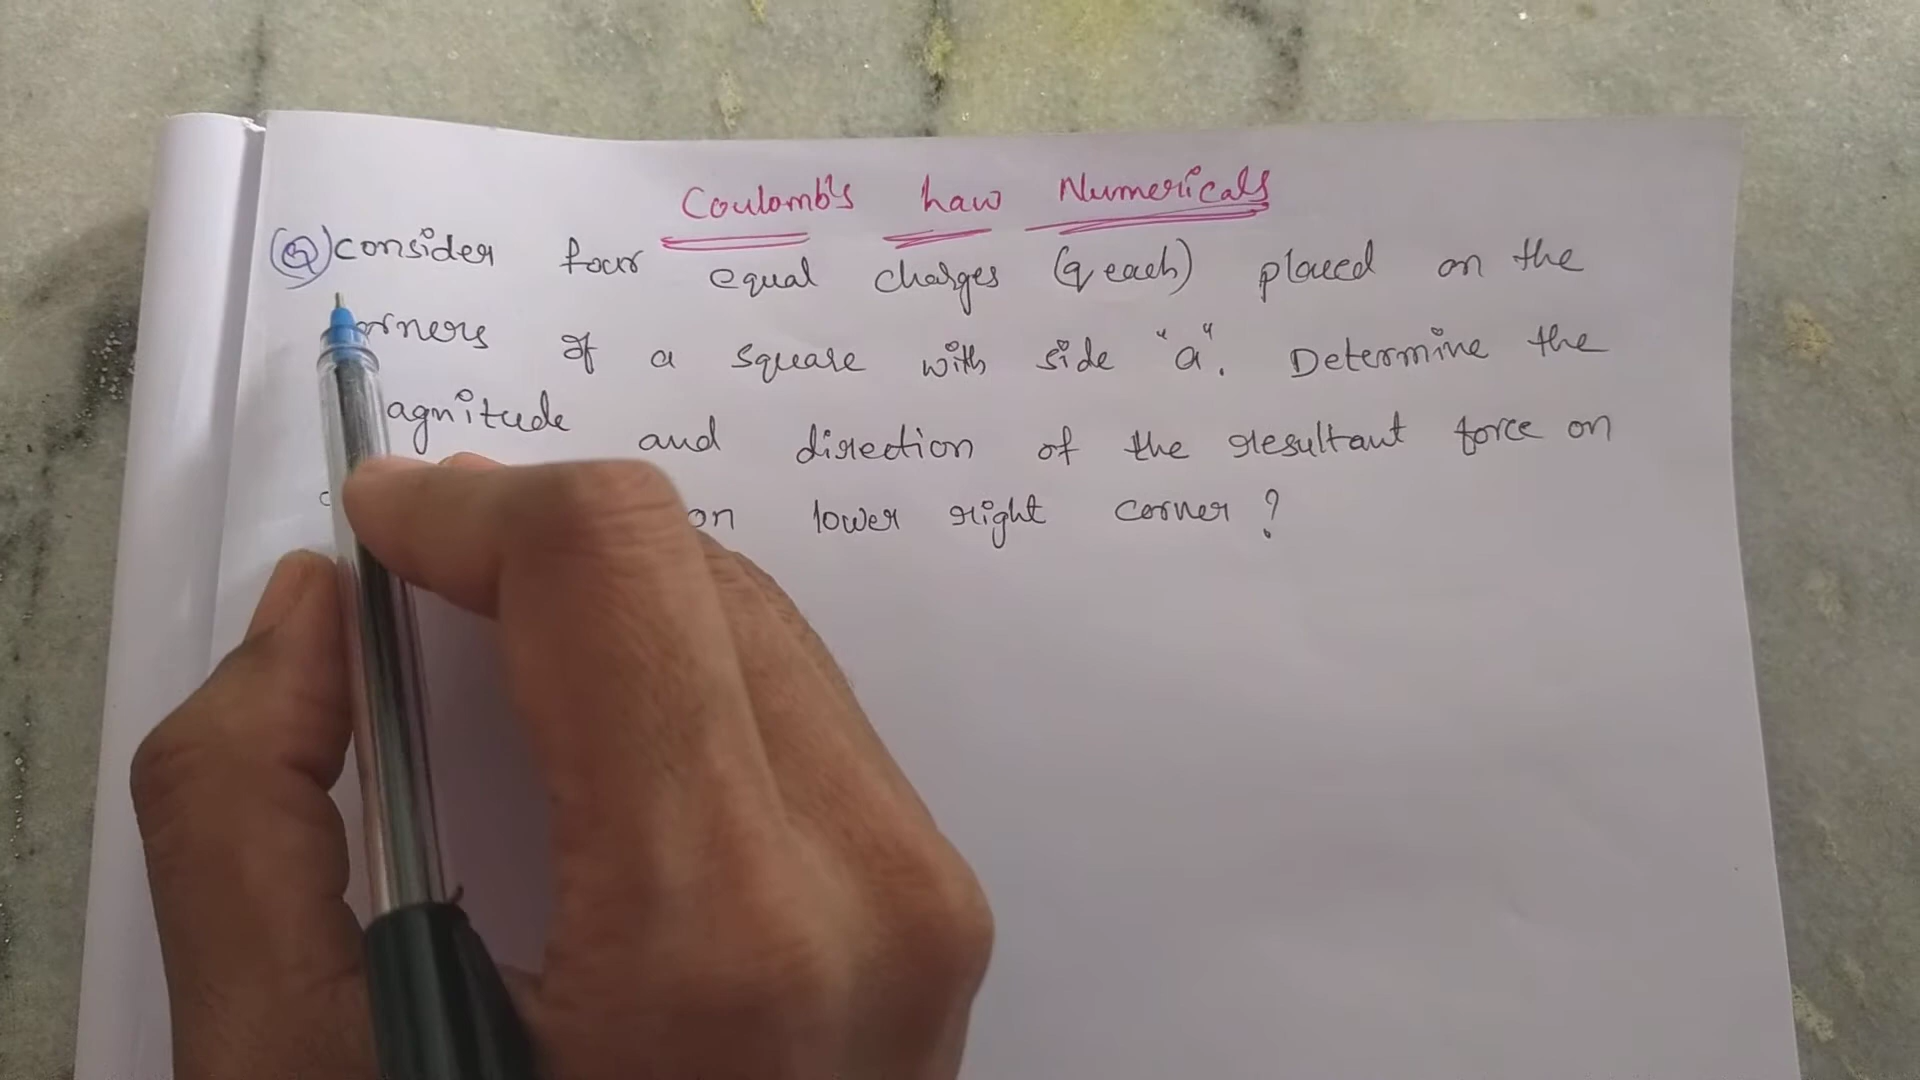 Coulomb's Law Numericals
(Q) consider four equal charges (q each) placed on the
orners of a square with side "a". Determine the
agnitude and direction of the resultant force on
c on lower right corner ?